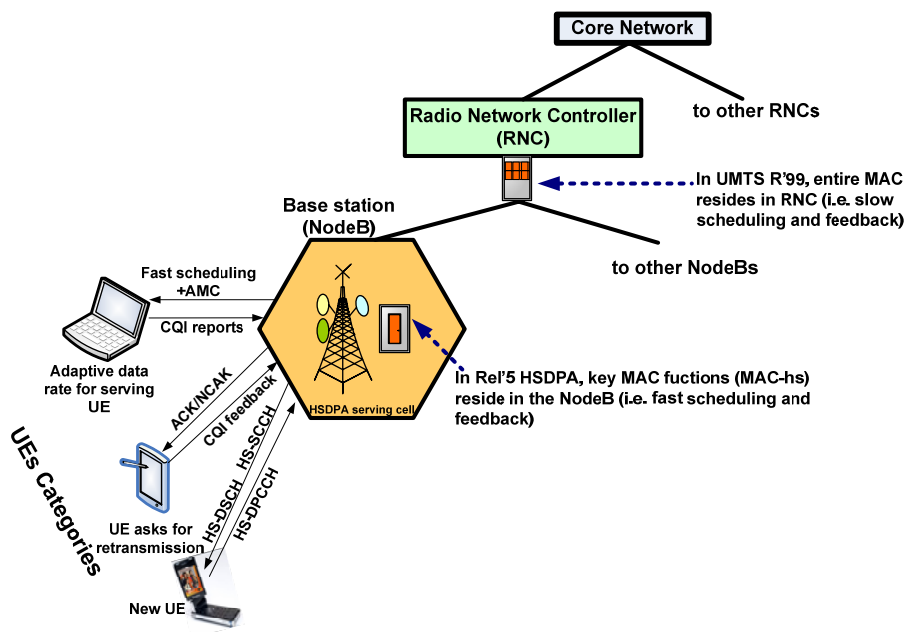 Core Network
to other RNCs
Radio Network Controller
(RNC)
In UMTS R'99, entire MAC
resides in RNC (i.e. slow
scheduling and feedback)
Base station
(NodeB)
to other NodeBs
Fast scheduling
+AMC
CQI reports
Adaptive data
rate for serving
UE
HSDPA serving cell
In Rel'5 HSDPA, key MAC fuctions (MAC-hs)
reside in the NodeB (i.e. fast scheduling and
feedback)
ACK/NCAK
CQI feedback
HS-SCCH
HS-DSCH
HS-DPCCH
UEs Categories
UE asks for
retransmission
New UE